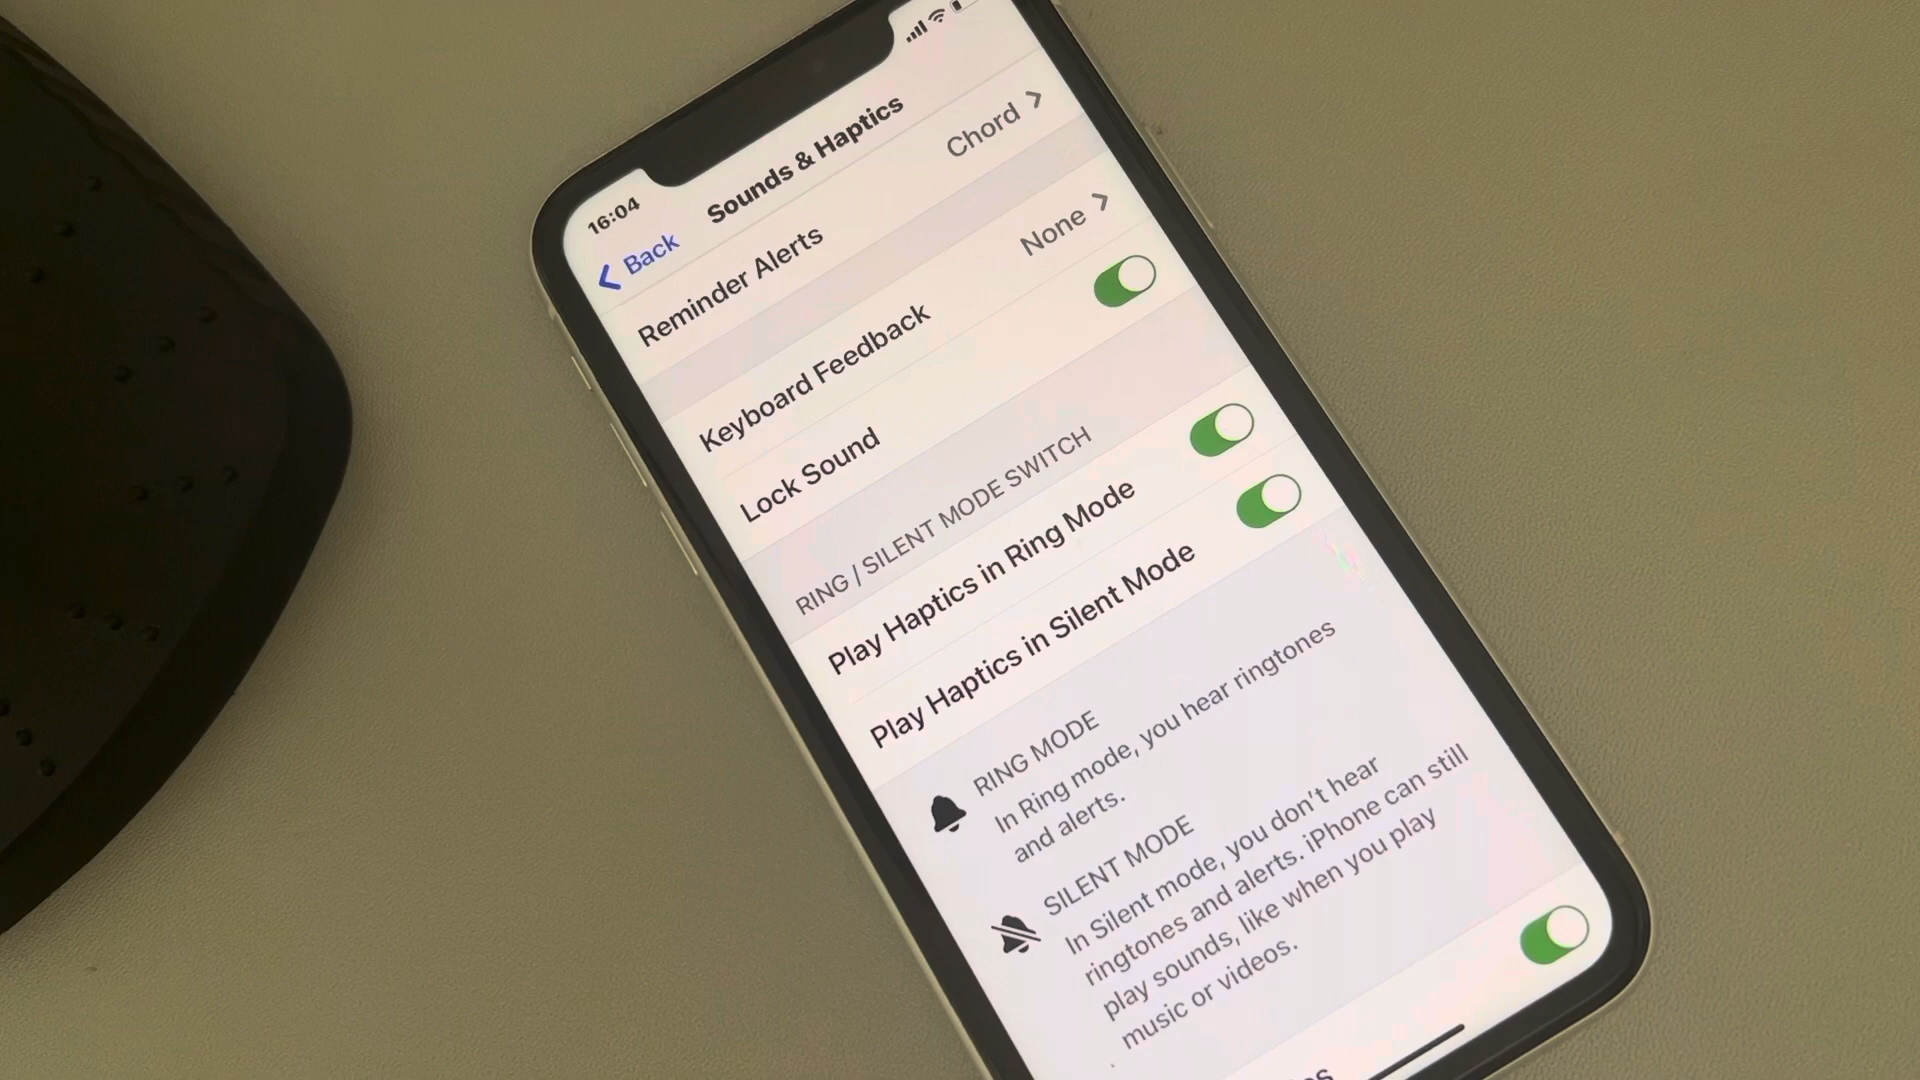 16:04
Back
Sounds & Haptics
Reminder Alerts
Chord
Keyboard Feedback
None
Lock Sound
RING / SILENT MODE SWITCH
Play Haptics in Ring Mode
Play Haptics in Silent Mode
RING MODE
In Ring mode, you hear ringtones
and alerts.
SILENT MODE
In Silent mode, you don't hear
ringtones and alerts. iPhone can still
play sounds, like when you play
music or videos.